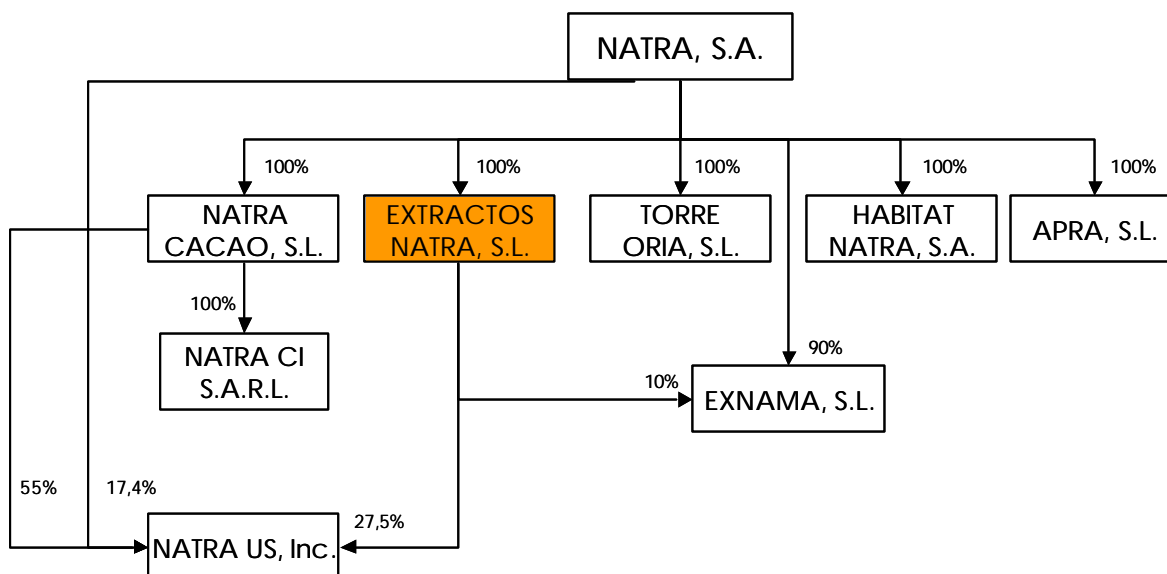 NATRA, S.A.
100%
100%
100%
100%
100%
NATRA
CACAO, S.L.
EXTRACTOS
NATRA, S.L.
TORRE
ORIA, S.L.
HABITAT
NATRA, S.A.
APRA, S.L.
100%
NATRA CI
S.A.R.L.
90%
10%
EXNAMA, S.L.
55%
17,4%
27,5%
NATRA US, Inc.